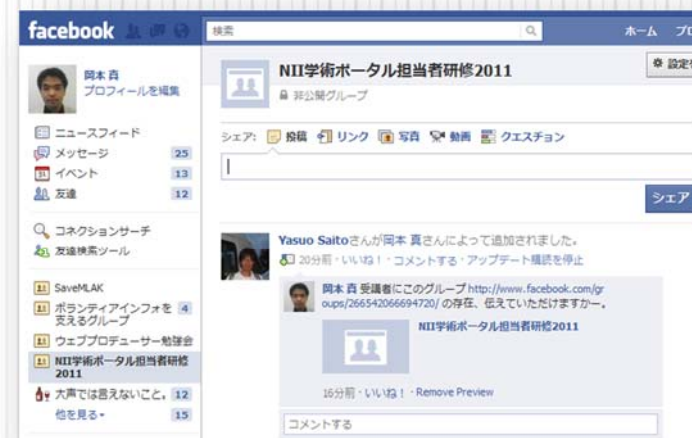 facebook
検索
ホーム プロ
岡本 真
プロフィールを編集
ニュースフィード
メッセージ 25
イベント 13
友達 12
コネクションサーチ
友達検索ツール
SaveMLAK
ボランティアインフォを 4
支えるグループ
ウェブプロデューサー勉強会
NII学術ポータル担当者研修
2011
大声では言えないこと。 12
他を見る 15
NII学術ポータル担当者研修2011
設定を
非公開グループ
シェア: 投稿 リンク 写真 動画 クエスチョン
シェア
Yasuo Saitoさんが岡本 真さんによって追加されました。
20分前・いいね！・コメントする・アップデート購読を停止
岡本 真 受講者にこのグループ http://www.facebook.com/gr
oups/266542066694720/ の存在、伝えていただけますかー。
NII学術ポータル担当者研修2011
16分前・いいね！・Remove Preview
コメントする